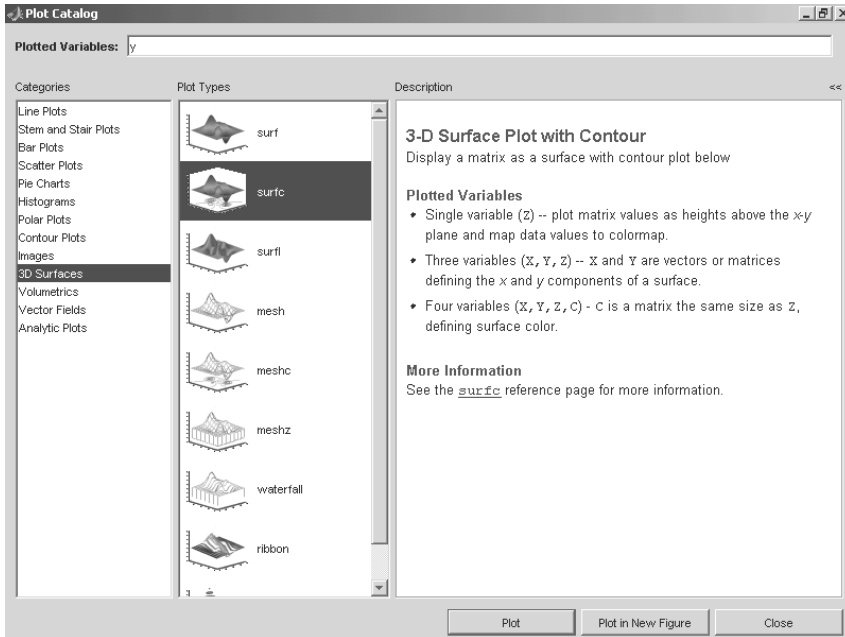 Plot Catalog
Plotted Variables: y
Categories
Plot Types
Description
<<
Line Plots
Stem and Stair Plots
Bar Plots
Scatter Plots
Pie Charts
Histograms
Polar Plots
Contour Plots
Images
3D Surfaces
Volumetrics
Vector Fields
Analytic Plots
surf
surfc
surfl
mesh
meshc
meshz
waterfall
ribbon
3-D Surface Plot with Contour
Display a matrix as a surface with contour plot below
Plotted Variables
• Single variable (Z) -- plot matrix values as heights above the x-y
plane and map data values to colormap.
• Three variables (X, Y, Z) -- X and Y are vectors or matrices
defining the x and y components of a surface.
• Four variables (X, Y, Z, C) - C is a matrix the same size as Z,
defining surface color.
More Information
See the surfc reference page for more information.
Plot
Plot in New Figure
Close